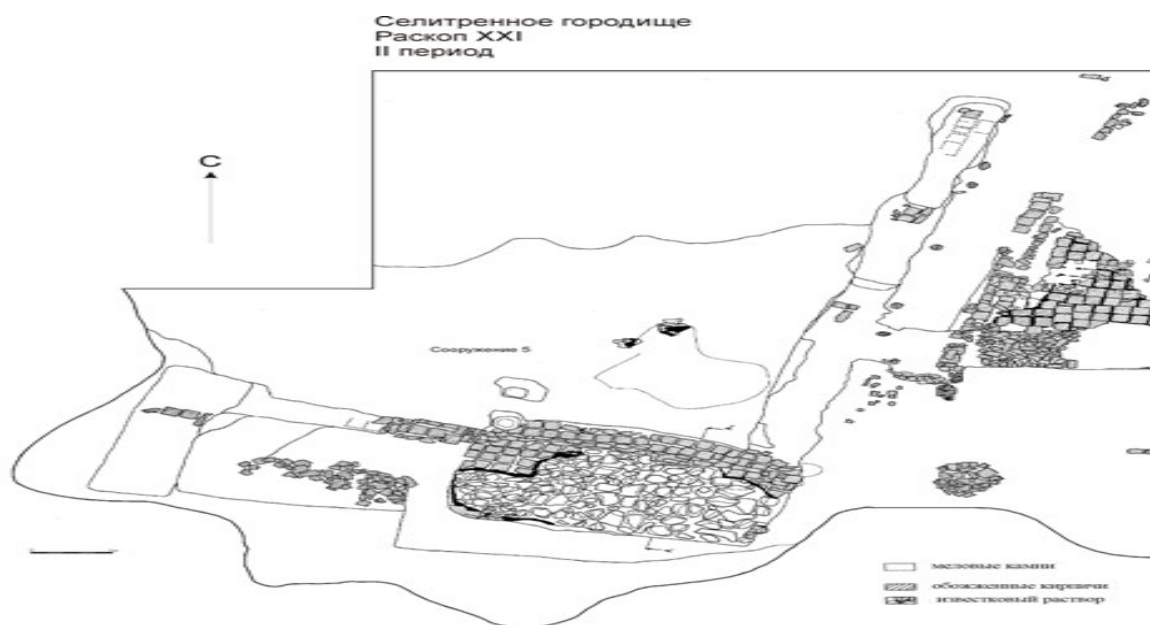 Селитренное городище
Раскоп XXI
II период
С
Сооружение 5
меловые камни
обожженные кирпичи
известковый раствор